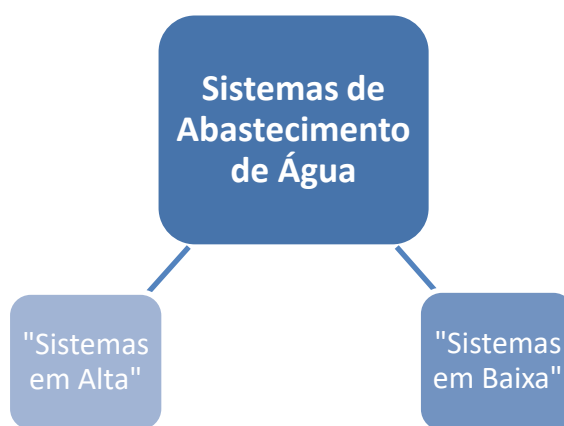 Sistemas de
Abastecimento
de Água
"Sistemas
em Alta"
"Sistemas
em Baixa"